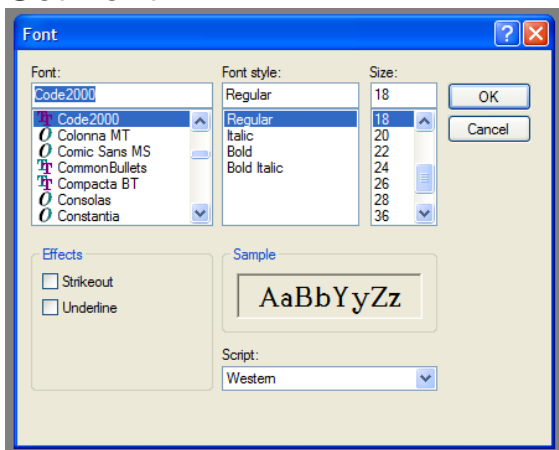 Font
Font:
Font style:
Size:
Code2000
Regular
18
OK
Cancel
Code2000
Colonna MT
Comic Sans MS
CommonBullets
Compacta BT
Consolas
Constantia
Regular
Italic
Bold
Bold Italic
18
20
22
24
26
28
36
Effects
Strikeout
Underline
Sample
AaBbYyZz
Script:
Western